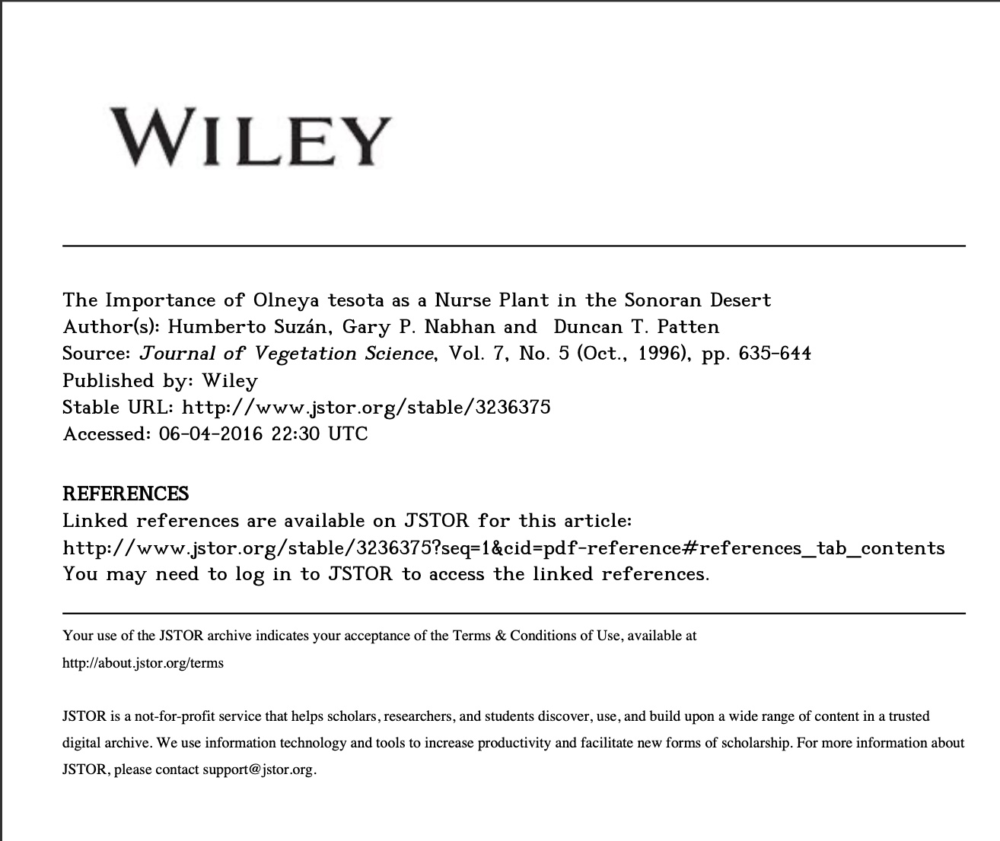 WILEY
The Importance of Olneya tesota as a Nurse Plant in the Sonoran Desert
Author(s): Humberto Suzán, Gary P. Nabhan and Duncan T. Patten
Source: Journal of Vegetation Science, Vol. 7, No. 5 (Oct., 1996), pp. 635-644
Published by: Wiley
Stable URL: http://www.jstor.org/stable/3236375
Accessed: 06-04-2016 22:30 UTC
REFERENCES
Linked references are available on JSTOR for this article:
http://www.jstor.org/stable/3236375?seq=1&cid=pdf-reference#references_tab_contents
You may need to log in to JSTOR to access the linked references.
Your use of the JSTOR archive indicates your acceptance of the Terms & Conditions of Use, available at
http://about.jstor.org/terms
JSTOR is a not-for-profit service that helps scholars, researchers, and students discover, use, and build upon a wide range of content in a trusted
digital archive. We use information technology and tools to increase productivity and facilitate new forms of scholarship. For more information about
JSTOR, please contact support@jstor.org.